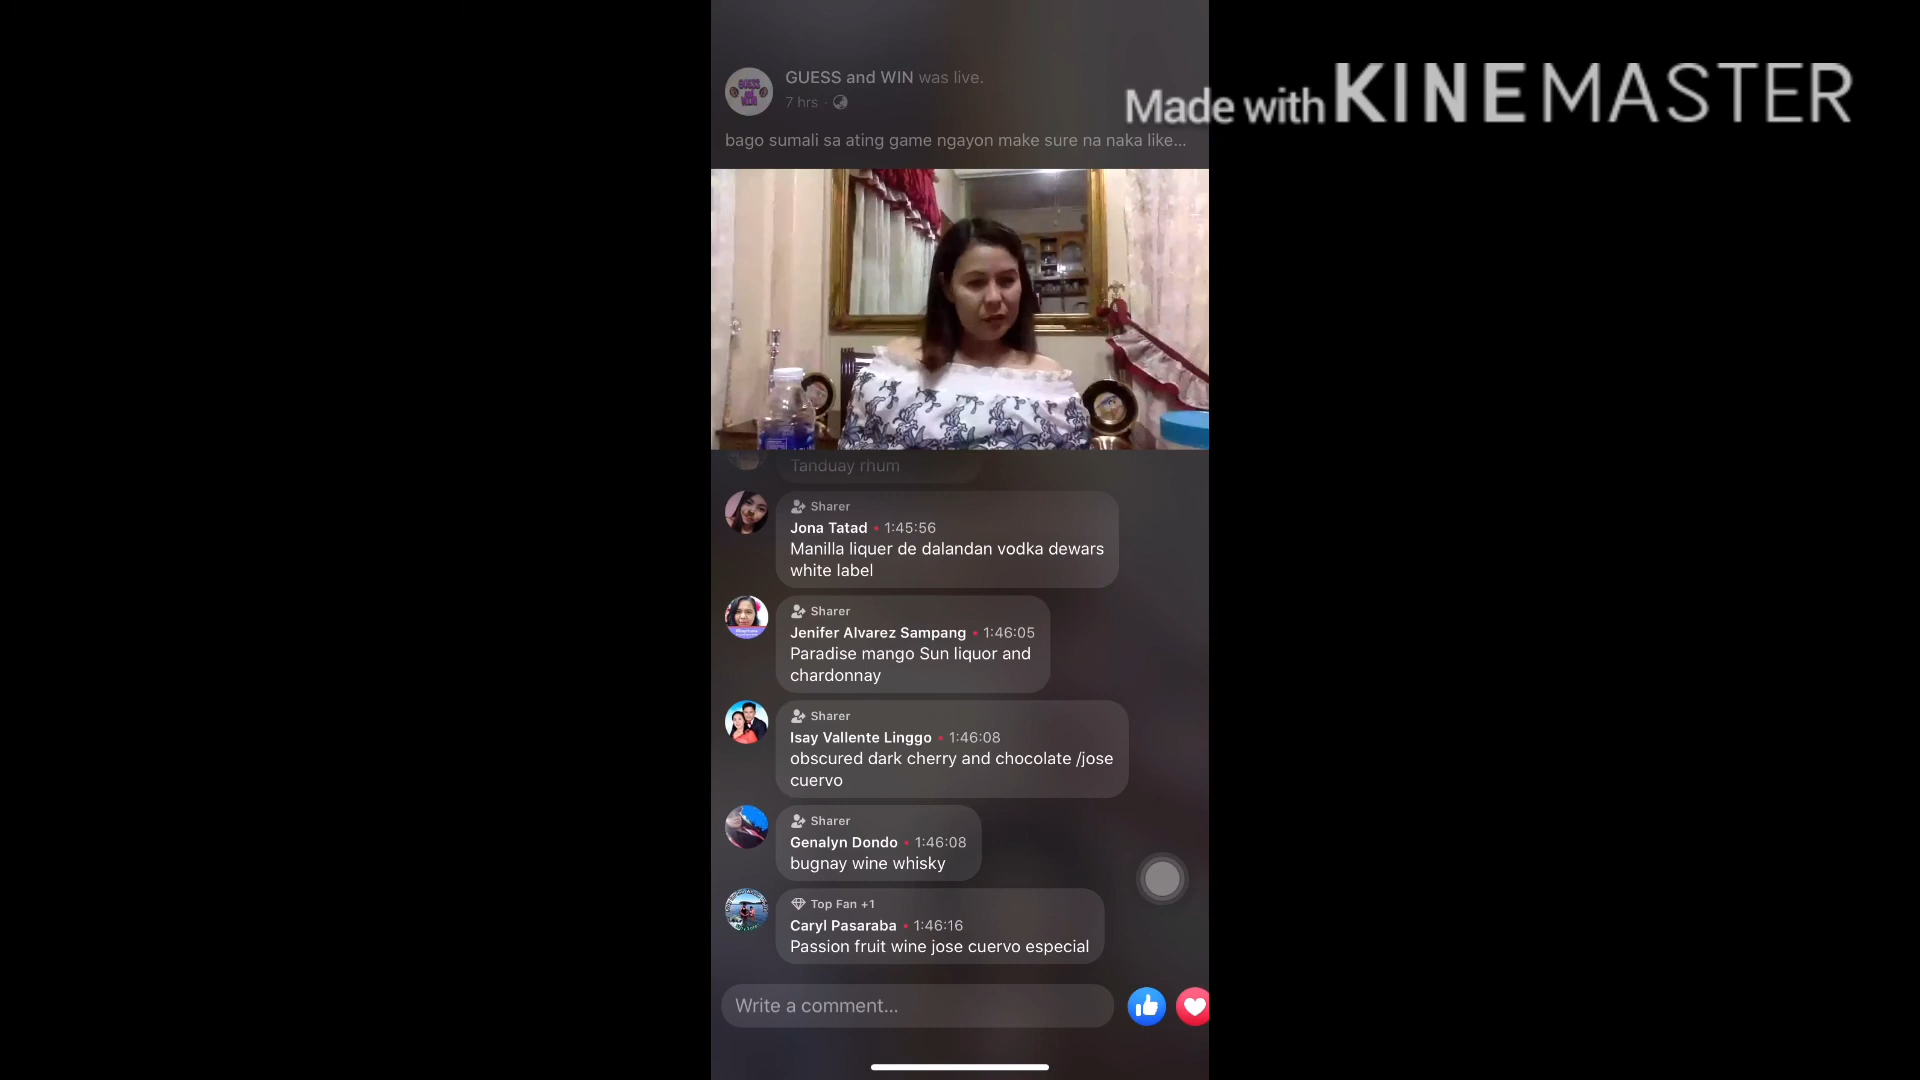 GUESS and WIN was live.
7 hrs ·
Made with KINEMASTER
bago sumali sa ating game ngayon make sure na naka like...
Tanduay rhum
Sharer
Jona Tatad • 1:45:56
Manilla liquer de dalandan vodka dewars
white label
Sharer
Jenifer Alvarez Sampang • 1:46:05
Paradise mango Sun liquor and
chardonnay
Sharer
Isay Vallente Linggo • 1:46:08
obscured dark cherry and chocolate /jose
cuervo
Sharer
Genalyn Dondo • 1:46:08
bugnay wine whisky
Top Fan +1
Caryl Pasaraba • 1:46:16
Passion fruit wine jose cuervo especial
Write a comment...